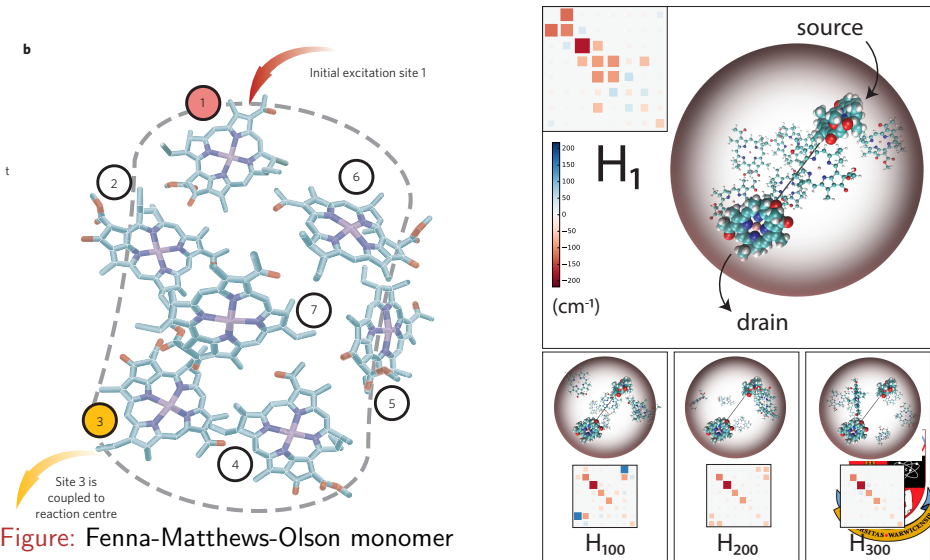 b
Initial excitation site 1
t
1
2
6
7
3
5
4
Site 3 is
coupled to
reaction centre
Figure: Fenna-Matthews-Olson monomer
source
H₁
200
150
100
50
0
−50
−100
−150
−200
(cm⁻¹)
drain
H₁₀₀
H₂₀₀
H₃₀₀